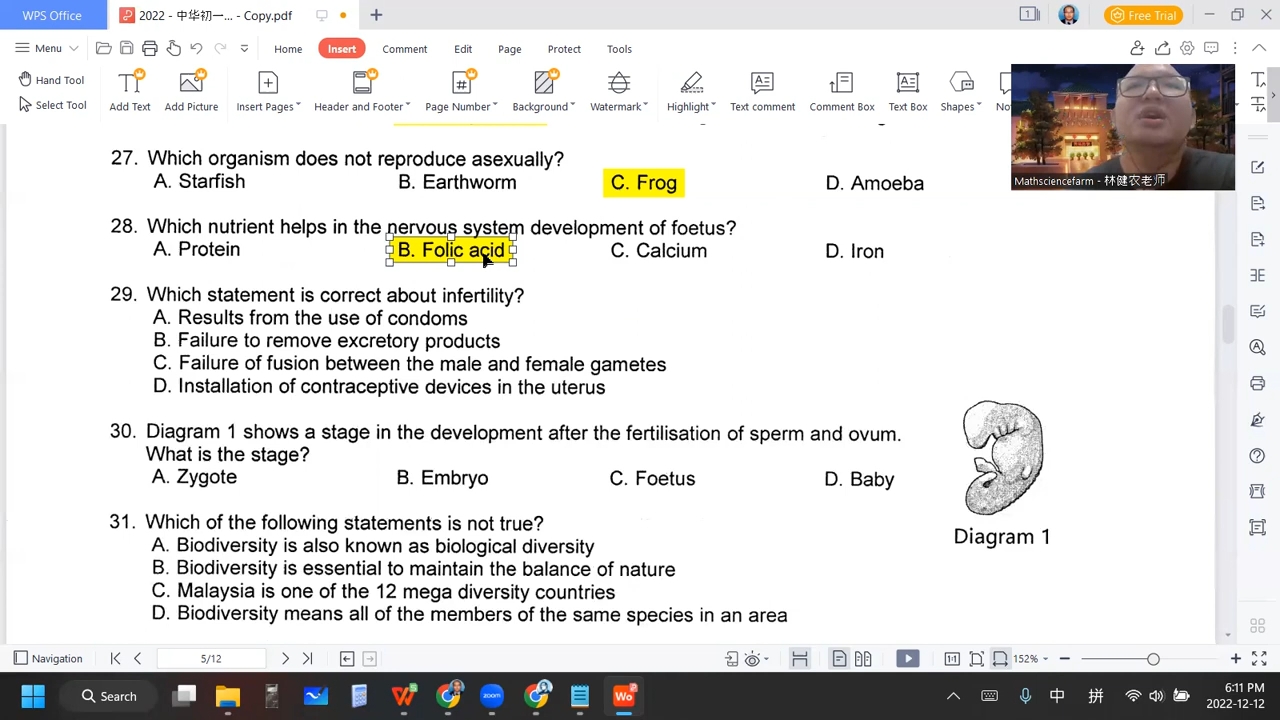 WPS Office
2022 - 中华初一... - Copy.pdf
1
Free Trial
Menu
Home
Insert
Comment
Edit
Page
Protect
Tools
Hand Tool
Select Tool
Add Text
Add Picture
Insert Pages
Header and Footer
Page Number
Background
Watermark
Highlight
Text comment
Comment Box
Text Box
Shapes
Mathsciencefarm - 林健农老师
27. Which organism does not reproduce asexually?
A. Starfish B. Earthworm C. Frog D. Amoeba
28. Which nutrient helps in the nervous system development of foetus?
A. Protein B. Folic acid C. Calcium D. Iron
29. Which statement is correct about infertility?
A. Results from the use of condoms
B. Failure to remove excretory products
C. Failure of fusion between the male and female gametes
D. Installation of contraceptive devices in the uterus
30. Diagram 1 shows a stage in the development after the fertilisation of sperm and ovum.
What is the stage?
A. Zygote B. Embryo C. Foetus D. Baby
Diagram 1
31. Which of the following statements is not true?
A. Biodiversity is also known as biological diversity
B. Biodiversity is essential to maintain the balance of nature
C. Malaysia is one of the 12 mega diversity countries
D. Biodiversity means all of the members of the same species in an area
Navigation
5/12
152%
Search
中
拼
6:11 PM
2022-12-12